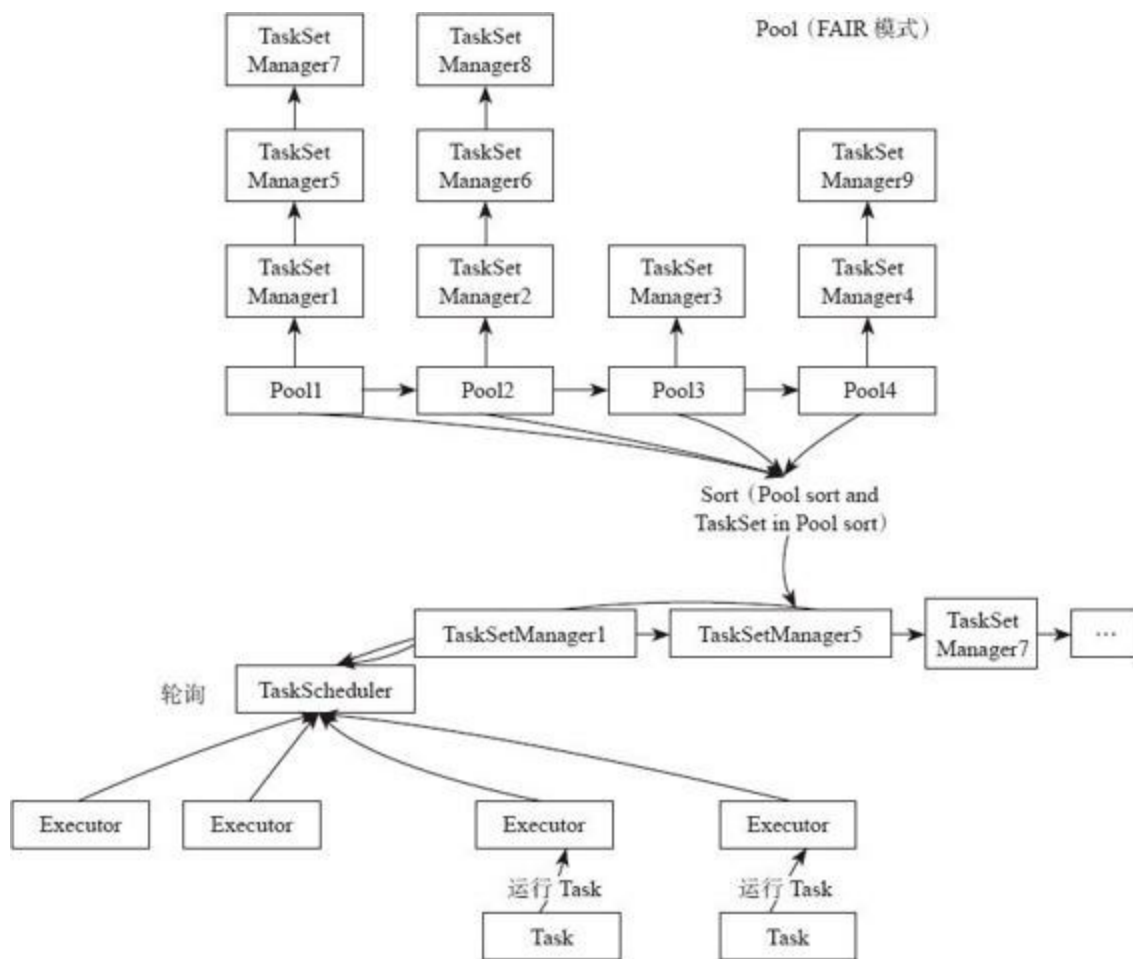 Pool（FAIR 模式）
TaskSet
Manager7
TaskSet
Manager8
TaskSet
Manager5
TaskSet
Manager6
TaskSet
Manager9
TaskSet
Manager1
TaskSet
Manager2
TaskSet
Manager3
TaskSet
Manager4
Pool1
Pool2
Pool3
Pool4
Sort（Pool sort and
TaskSet in Pool sort）
TaskSetManager1
TaskSetManager5
TaskSet
Manager7
…
轮询
TaskScheduler
Executor
Executor
Executor
Executor
运行 Task
运行 Task
Task
Task